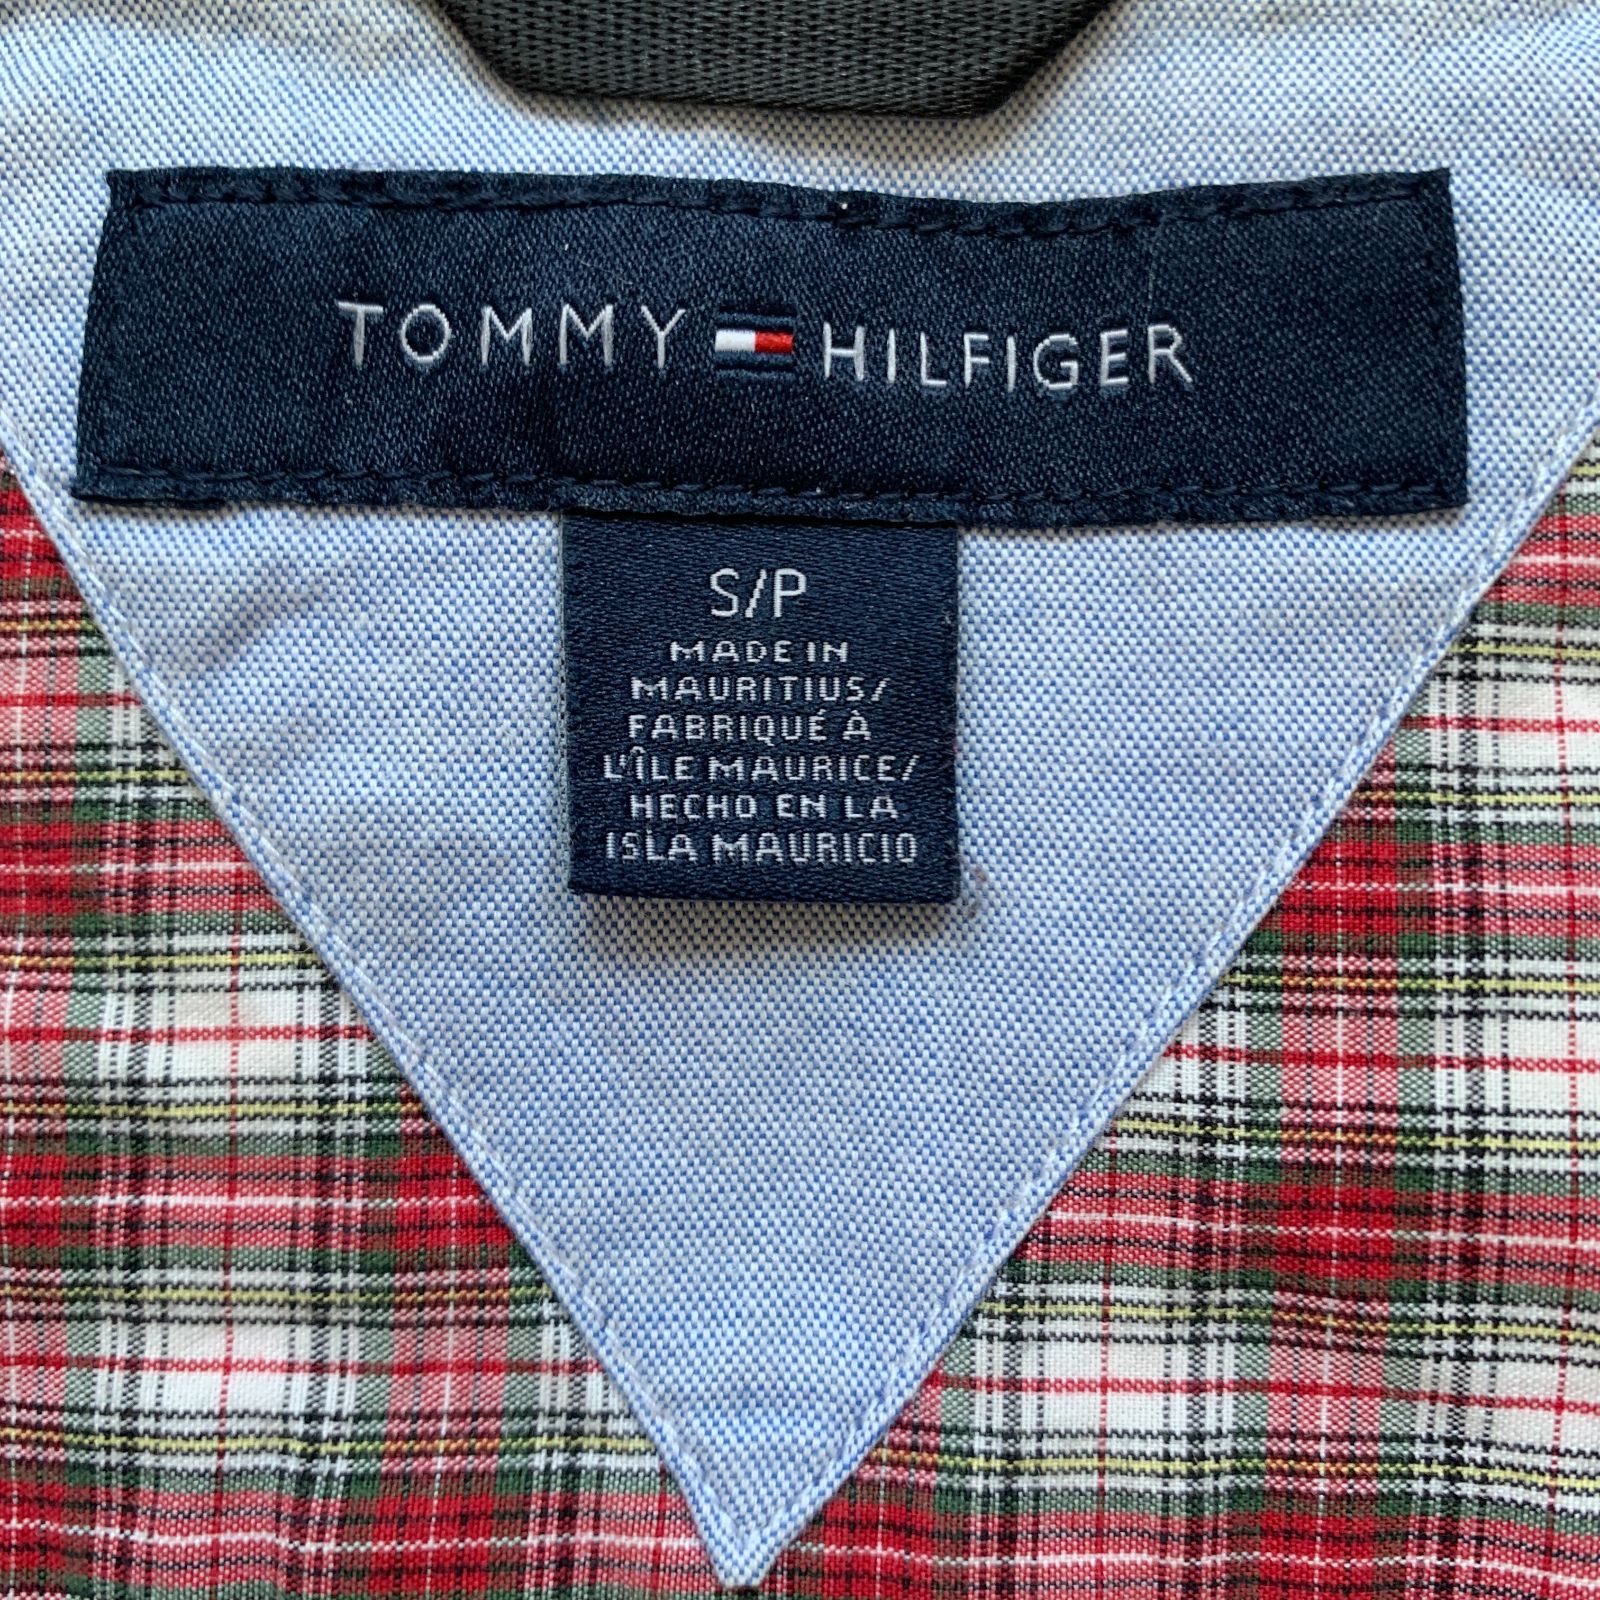 TOMMY HILFIGER
S/P
MADE IN
MAURITIUS/
FABRIQUÉ À
L'ÎLE MAURICE/
HECHO EN LA
ISLA MAURICIO